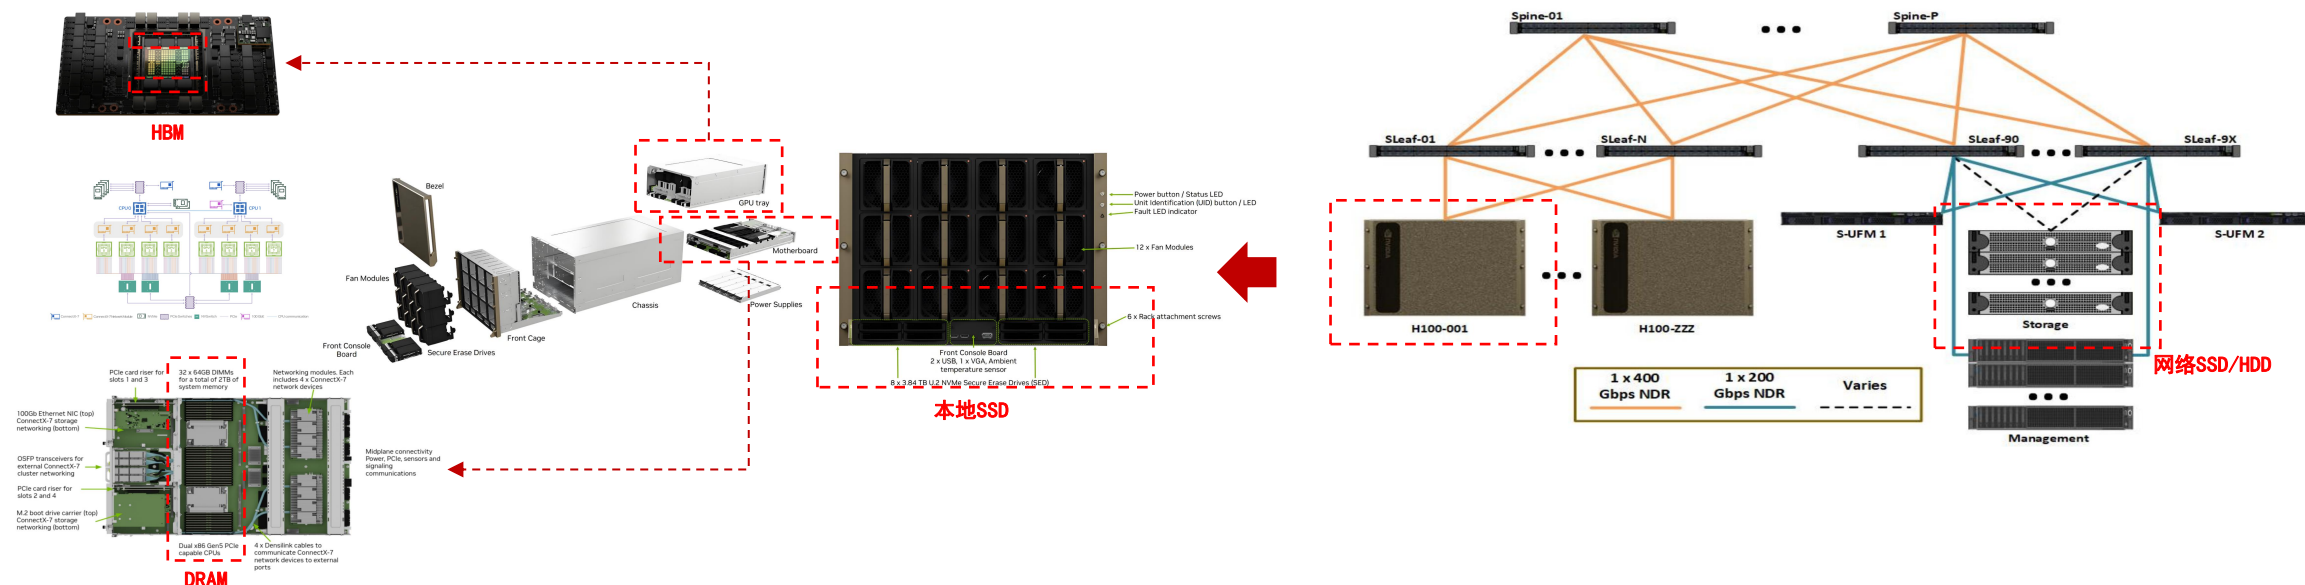 HBM
CPU0
CPU1
Bezel
Fan Modules
Front Console
Board
Secure Erase Drives
Front Cage
Chassis
GPU tray
Motherboard
Power Supplies
PCIe card riser for
slots 1 and 3
32 x 64GB DIMMs
for a total of 2TB of
system memory
Networking modules. Each
includes 4 x ConnectX-7
network devices
100Gb Ethernet NIC (top)
ConnectX-7 storage
networking (bottom)
OSFP transceivers for
external ConnectX-7
cluster networking
PCIe card riser for
slots 2 and 4
M.2 boot drive carrier (top)
ConnectX-7 storage
networking (bottom)
Midplane connectivity
Power, PCIe, sensors and
signaling
communications
Dual x86 Gen5 PCIe
capable CPUs
4 x Densilink cables to
communicate ConnectX-7
network devices to external
ports
DRAM
Power button / Status LED
Unit Identification (UID) button / LED
Fault LED indicator
12 x Fan Modules
6 x Rack attachment screws
Front Console Board
2 x USB, 1 x VGA, Ambient
temperature sensor
8 x 3.84 TB U.2 NVMe Secure Erase Drives (SED)
本地SSD
Spine-01
Spine-P
SLeaf-01
SLeaf-N
SLeaf-90
SLeaf-9X
S-UFM 1
S-UFM 2
H100-001
H100-ZZZ
Storage
网络SSD/HDD
Management
1 x 400
Gbps NDR
1 x 200
Gbps NDR
Varies